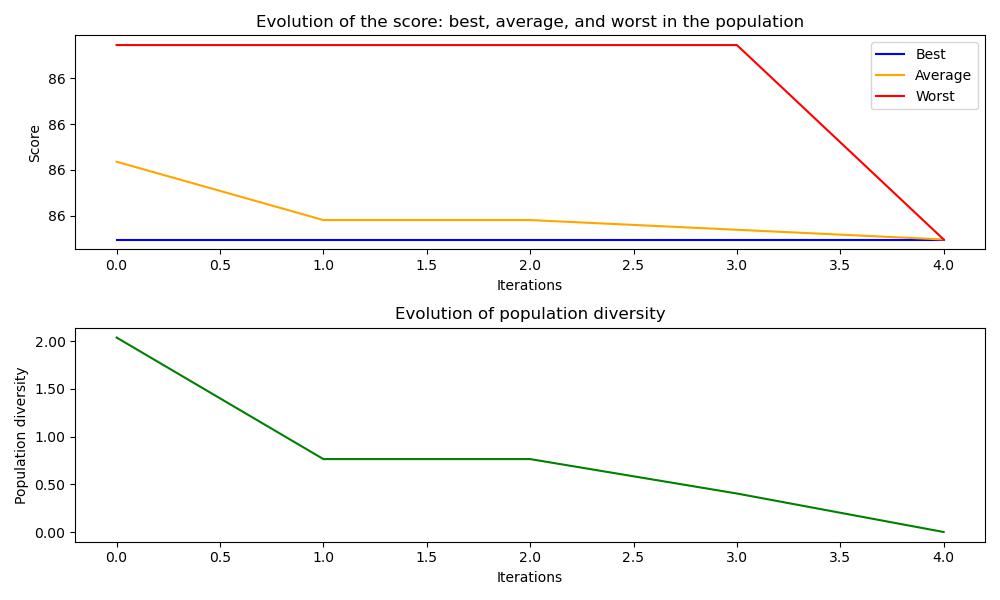 Evolution of the score: best, average, and worst in the population
Best
Average
Worst
86
86
86
86
Score
0.0 0.5 1.0 1.5 2.0 2.5 3.0 3.5 4.0
Iterations
Evolution of population diversity
2.00
1.50
1.00
0.50
0.00
Population diversity
0.0 0.5 1.0 1.5 2.0 2.5 3.0 3.5 4.0
Iterations